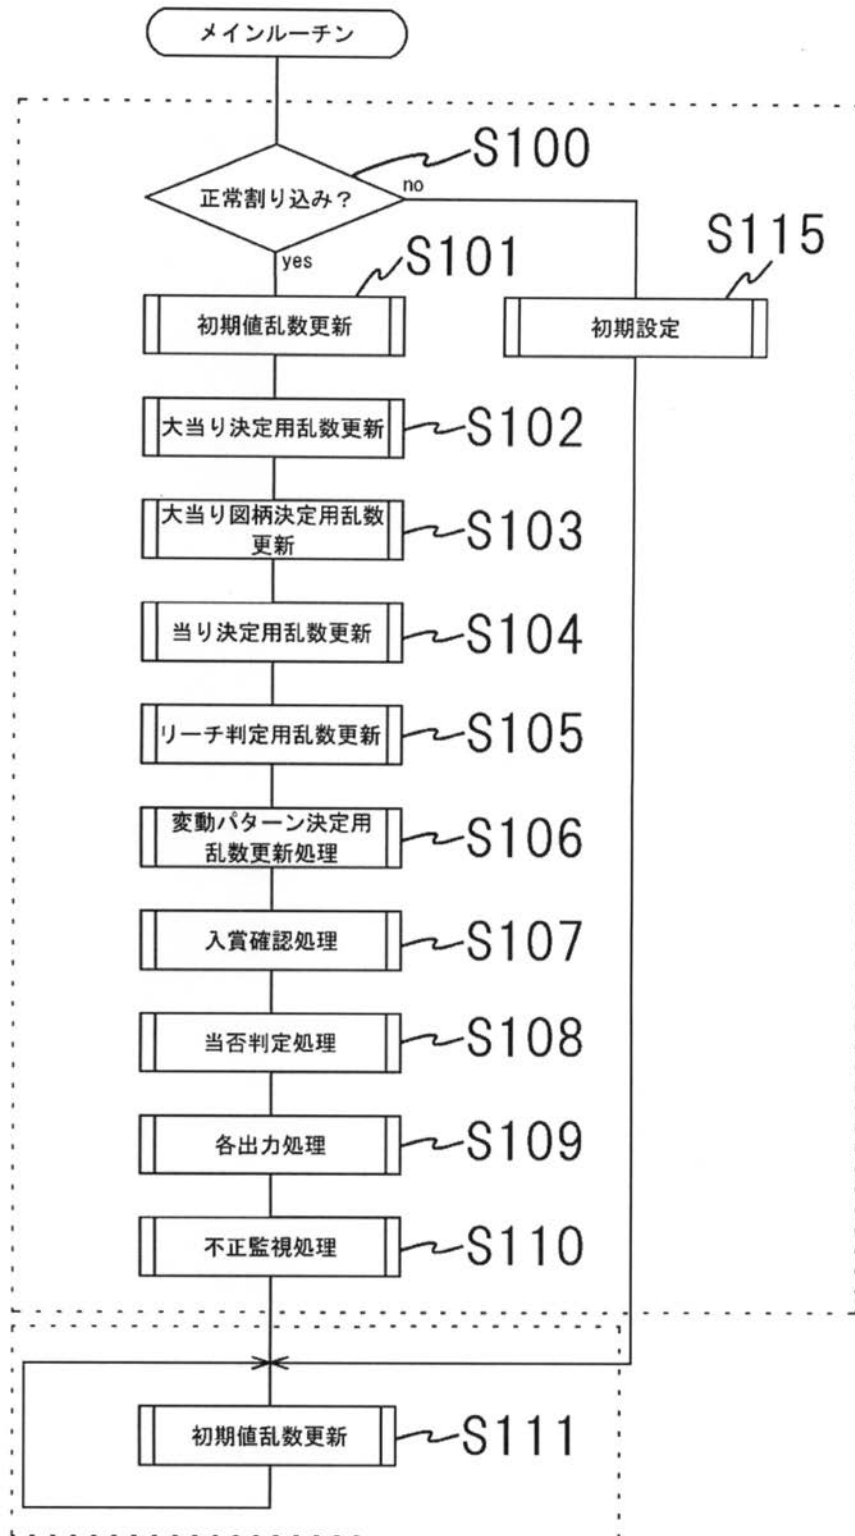 メインルーチン
S100
正常割り込み?
no
yes
S101
S115
初期値乱数更新
初期設定
大当り決定用乱数更新
S102
大当り図柄決定用乱数
更新
S103
当り決定用乱数更新
S104
リーチ判定用乱数更新
S105
変動パターン決定用
乱数更新処理
S106
入賞確認処理
S107
当否判定処理
S108
各出力処理
S109
不正監視処理
S110
初期値乱数更新
S111